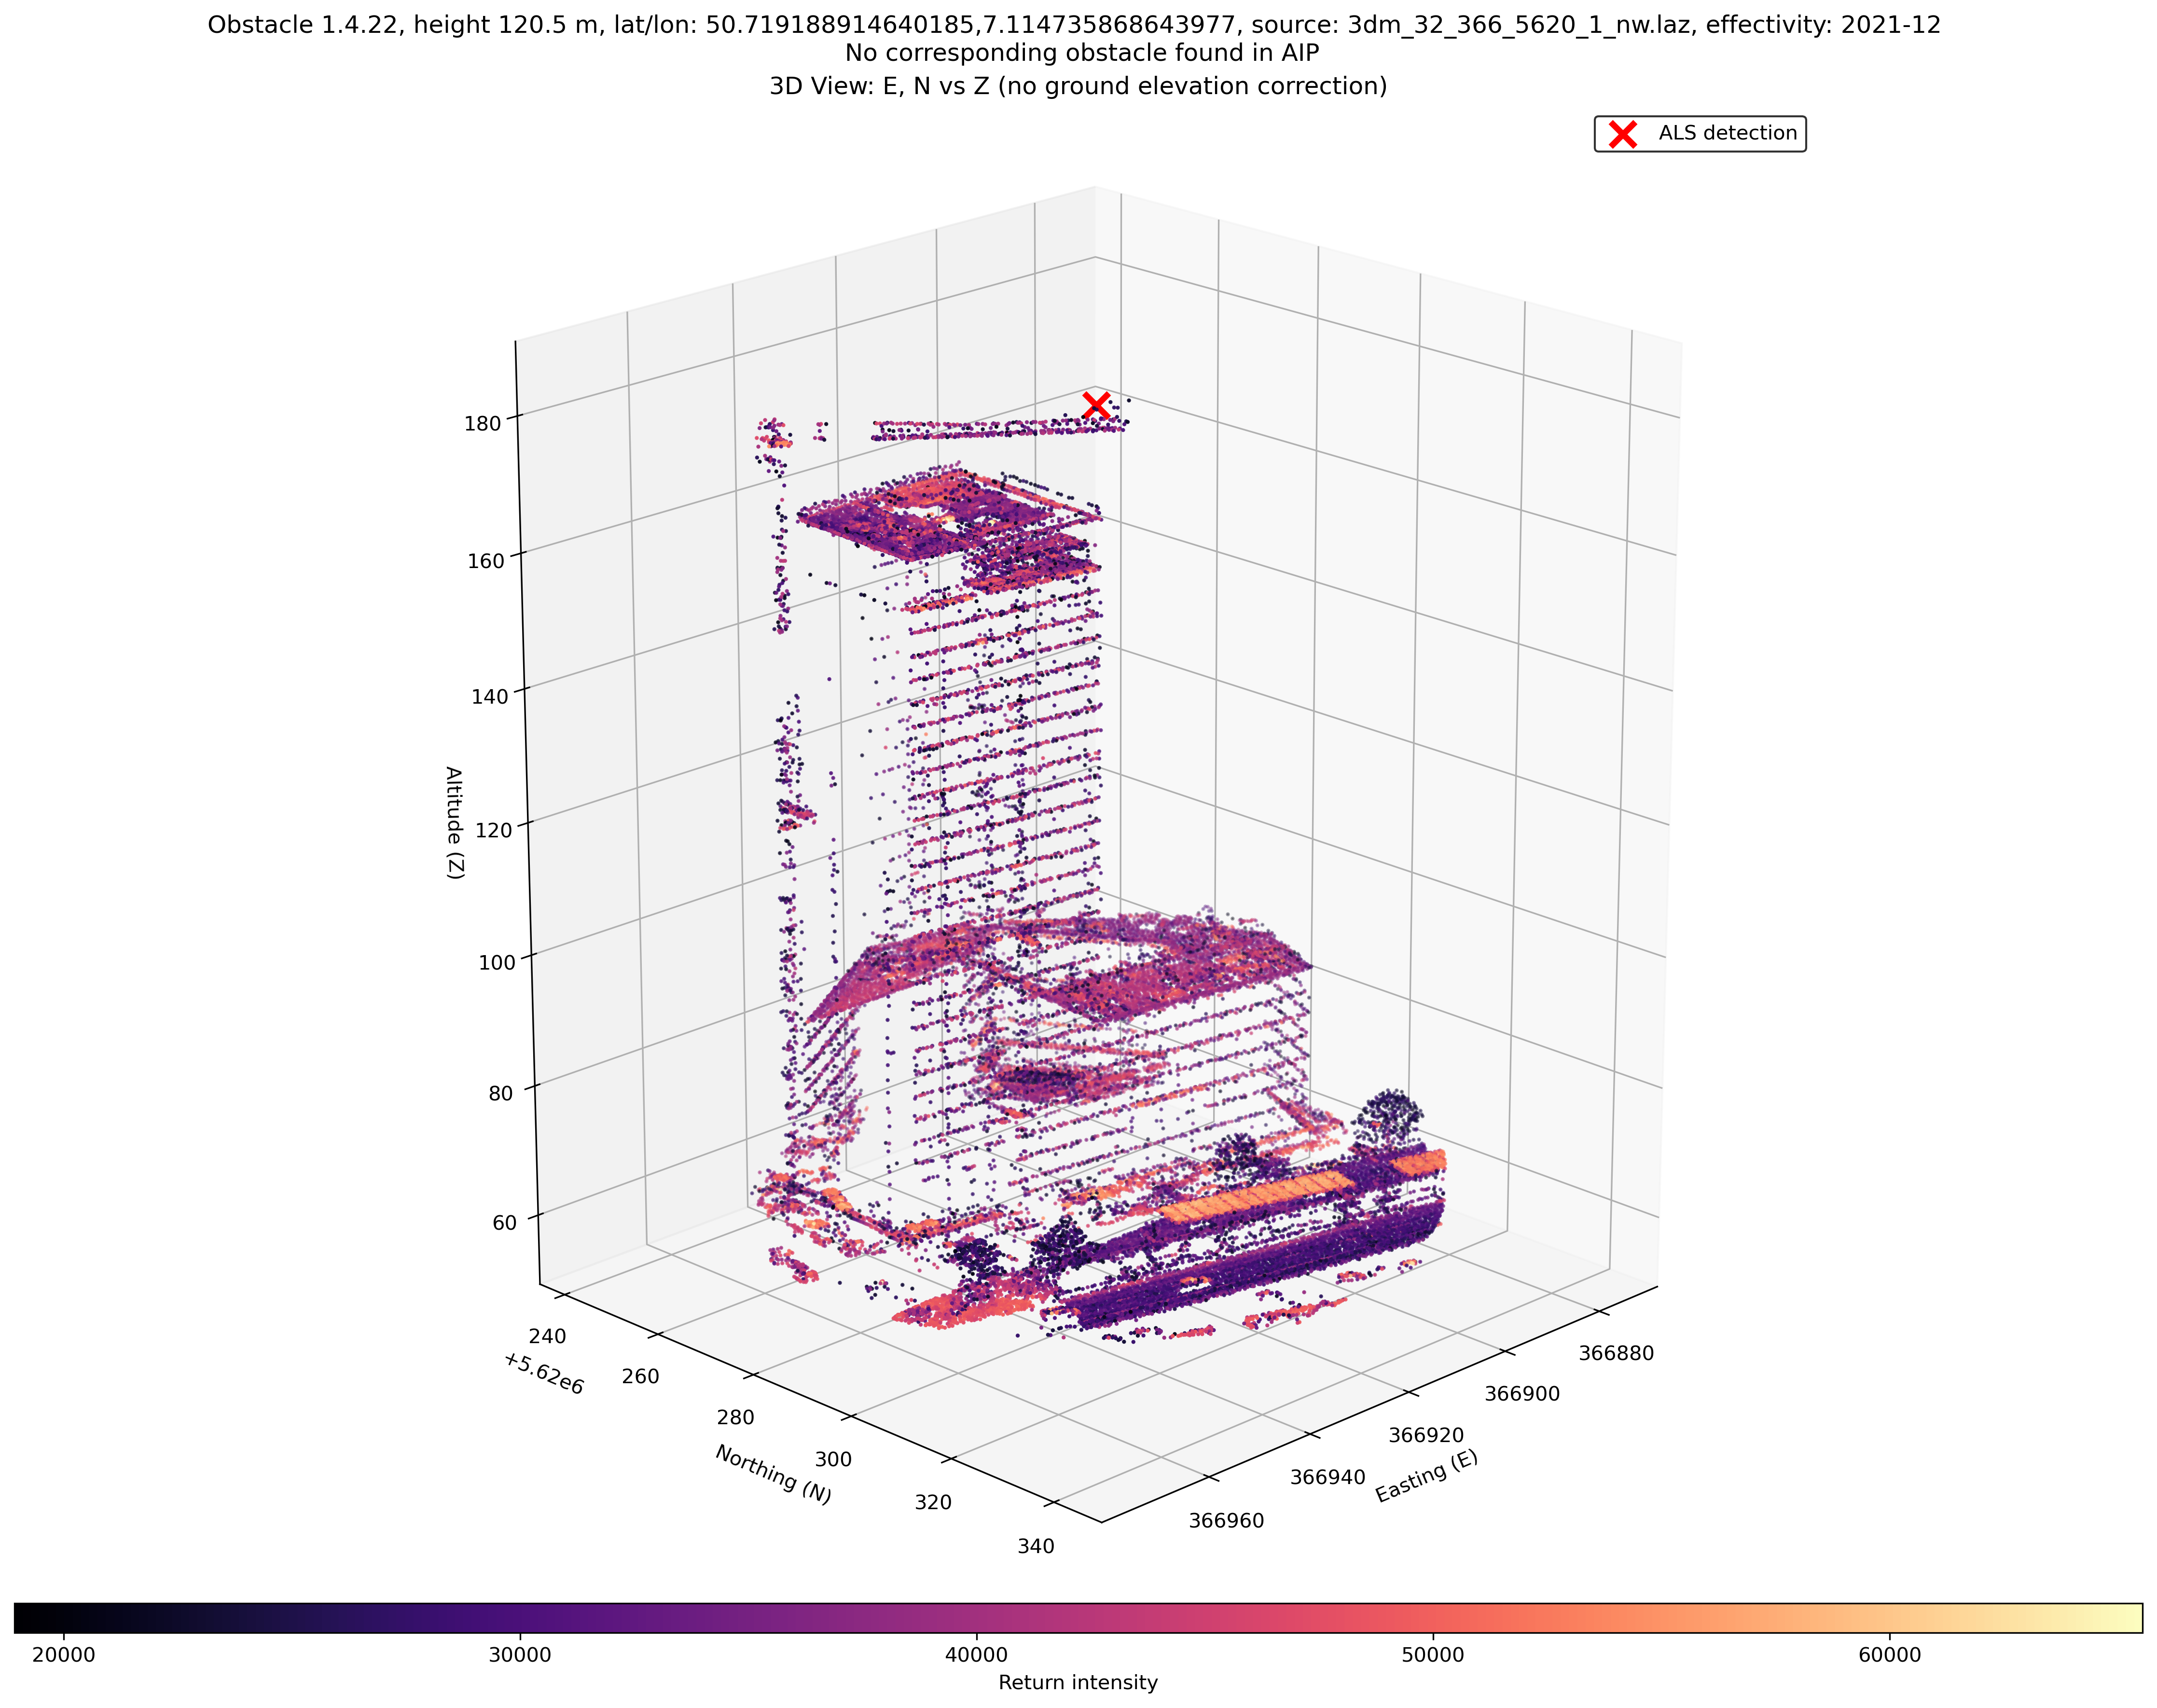 Obstacle 1.4.22, height 120.5 m, lat/lon: 50.719188914640185,7.114735868643977, source: 3dm_32_366_5620_1_nw.laz, effectivity: 2021-12
No corresponding obstacle found in AIP
3D View: E, N vs Z (no ground elevation correction)
ALS detection
180
160
140
120
100
80
60
Altitude (Z)
240
260
280
300
320
340
+5.62e6
Northing (N)
366880
366900
366920
366940
366960
Easting (E)
20000
30000
40000
50000
60000
Return intensity